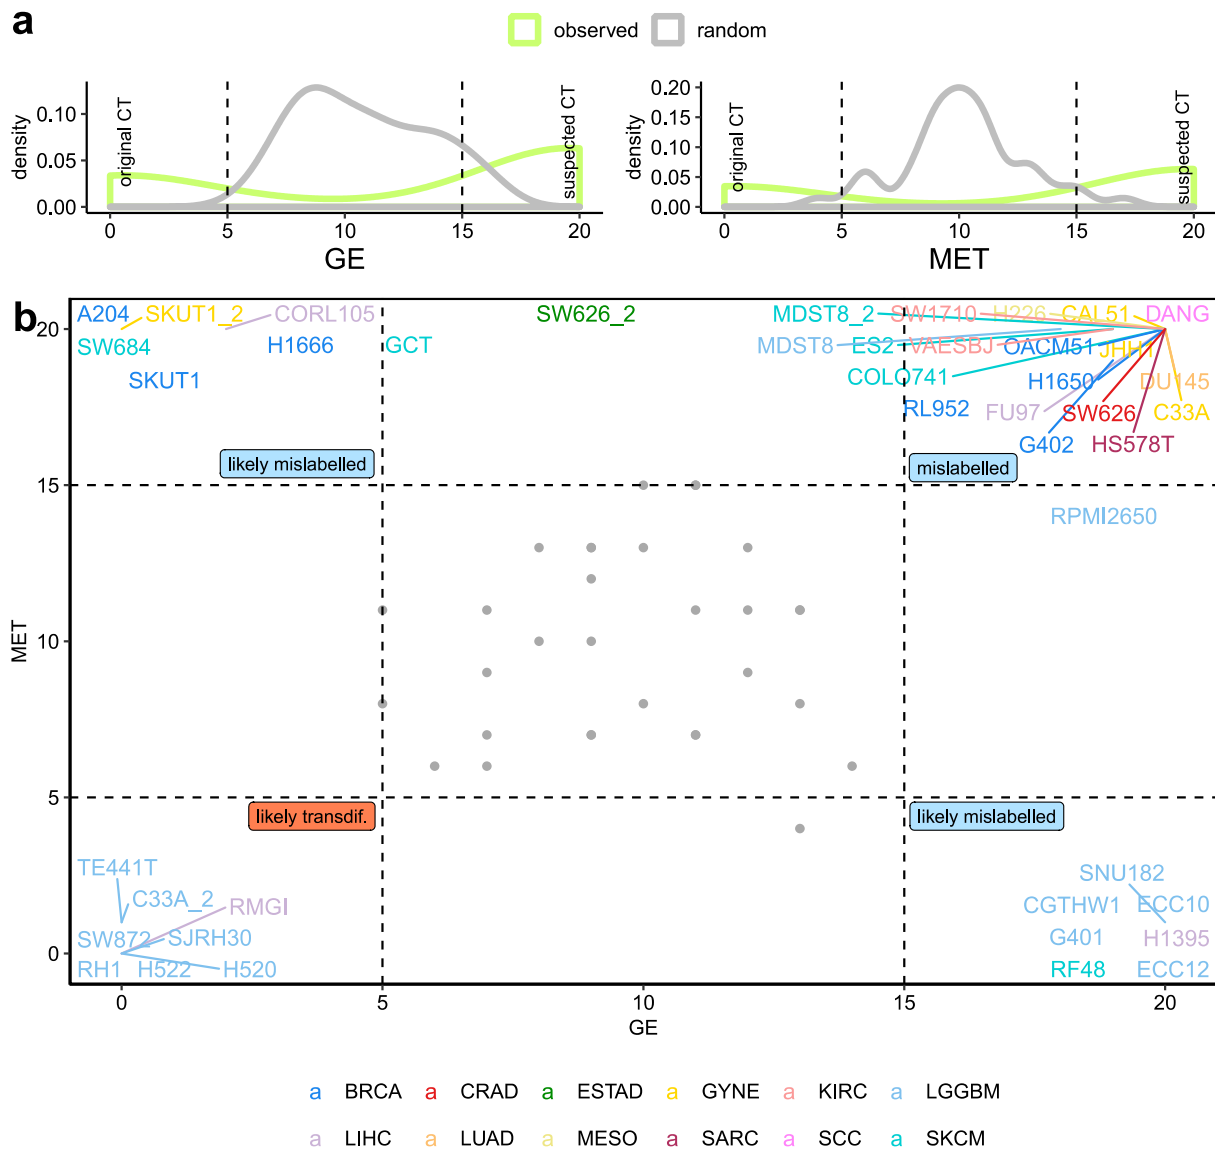 a
observed random
density
0.10
0.05
0.00
original CT
suspected CT
0 5 10 15 20
GE
density
0.20
0.15
0.10
0.05
0.00
original CT
suspected CT
0 5 10 15 20
MET
b
A204 SKUT1_2 CORL105 SW626_2 MDST8_2 SW1710 H226 CAL51 DANG
SW684 H1666 GCT MDST8 ES2 VAESBJ OACM51 JHH1
SKUT1 COLO741 H1650 DU145
RL952 FU97 SW626 C33A
G402 HS578T
likely mislabelled mislabelled
RPMI2650
likely transdif. likely mislabelled
TE441T SNU182
C33A_2 RMGI CGTHW1 ECC10
SW872 SJRH30 G401 H1395
RH1 H522 H520 RF48 ECC12
MET
20
15
10
5
0
0 5 10 15 20
GE
a BRCA a CRAD a ESTAD a GYNE a KIRC a LGGBM
a LIHC a LUAD a MESO a SARC a SCC a SKCM